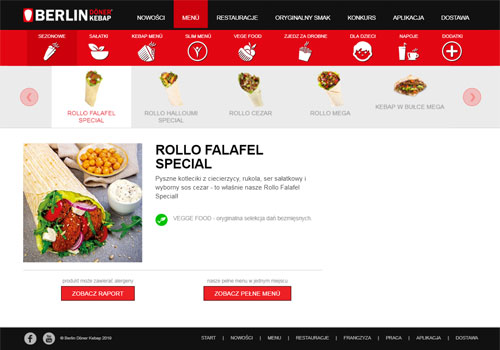 BERLIN DÖNER KEBAP
NOWOŚCI MENU RESTAURACJE ORYGINALNY SMAK KONKURS APLIKACJA DOSTAWA
SEZONOWE SAŁATKI KEBAP MENU SLIM MENU VEGE FOOD ZJEDZ ZA DROBNE DLA DZIECI NAPOJE DODATKI
ROLLO FALAFEL SPECIAL
ROLLO HALLOUMI SPECIAL
ROLLO CEZAR
ROLLO MEGA
KEBAP W BUŁCE MEGA
ROLLO FALAFEL
SPECIAL
Pyszne kotleciki z ciecierzycy, rukola, ser sałatkowy i
wyborny sos cezar - to właśnie nasze Rollo Falafel
Special!
VEGGE FOOD - oryginalna selekcja dań bezmięsnych.
produkt może zawierać alergeny
ZOBACZ RAPORT
nasze pełne menu w jednym miejscu
ZOBACZ PEŁNE MENU
© Berlin Döner Kebap 2019
START | NOWOŚCI | MENU | RESTAURACJE | FRANCZYZA | PRACA | APLIKACJA | DOSTAWA